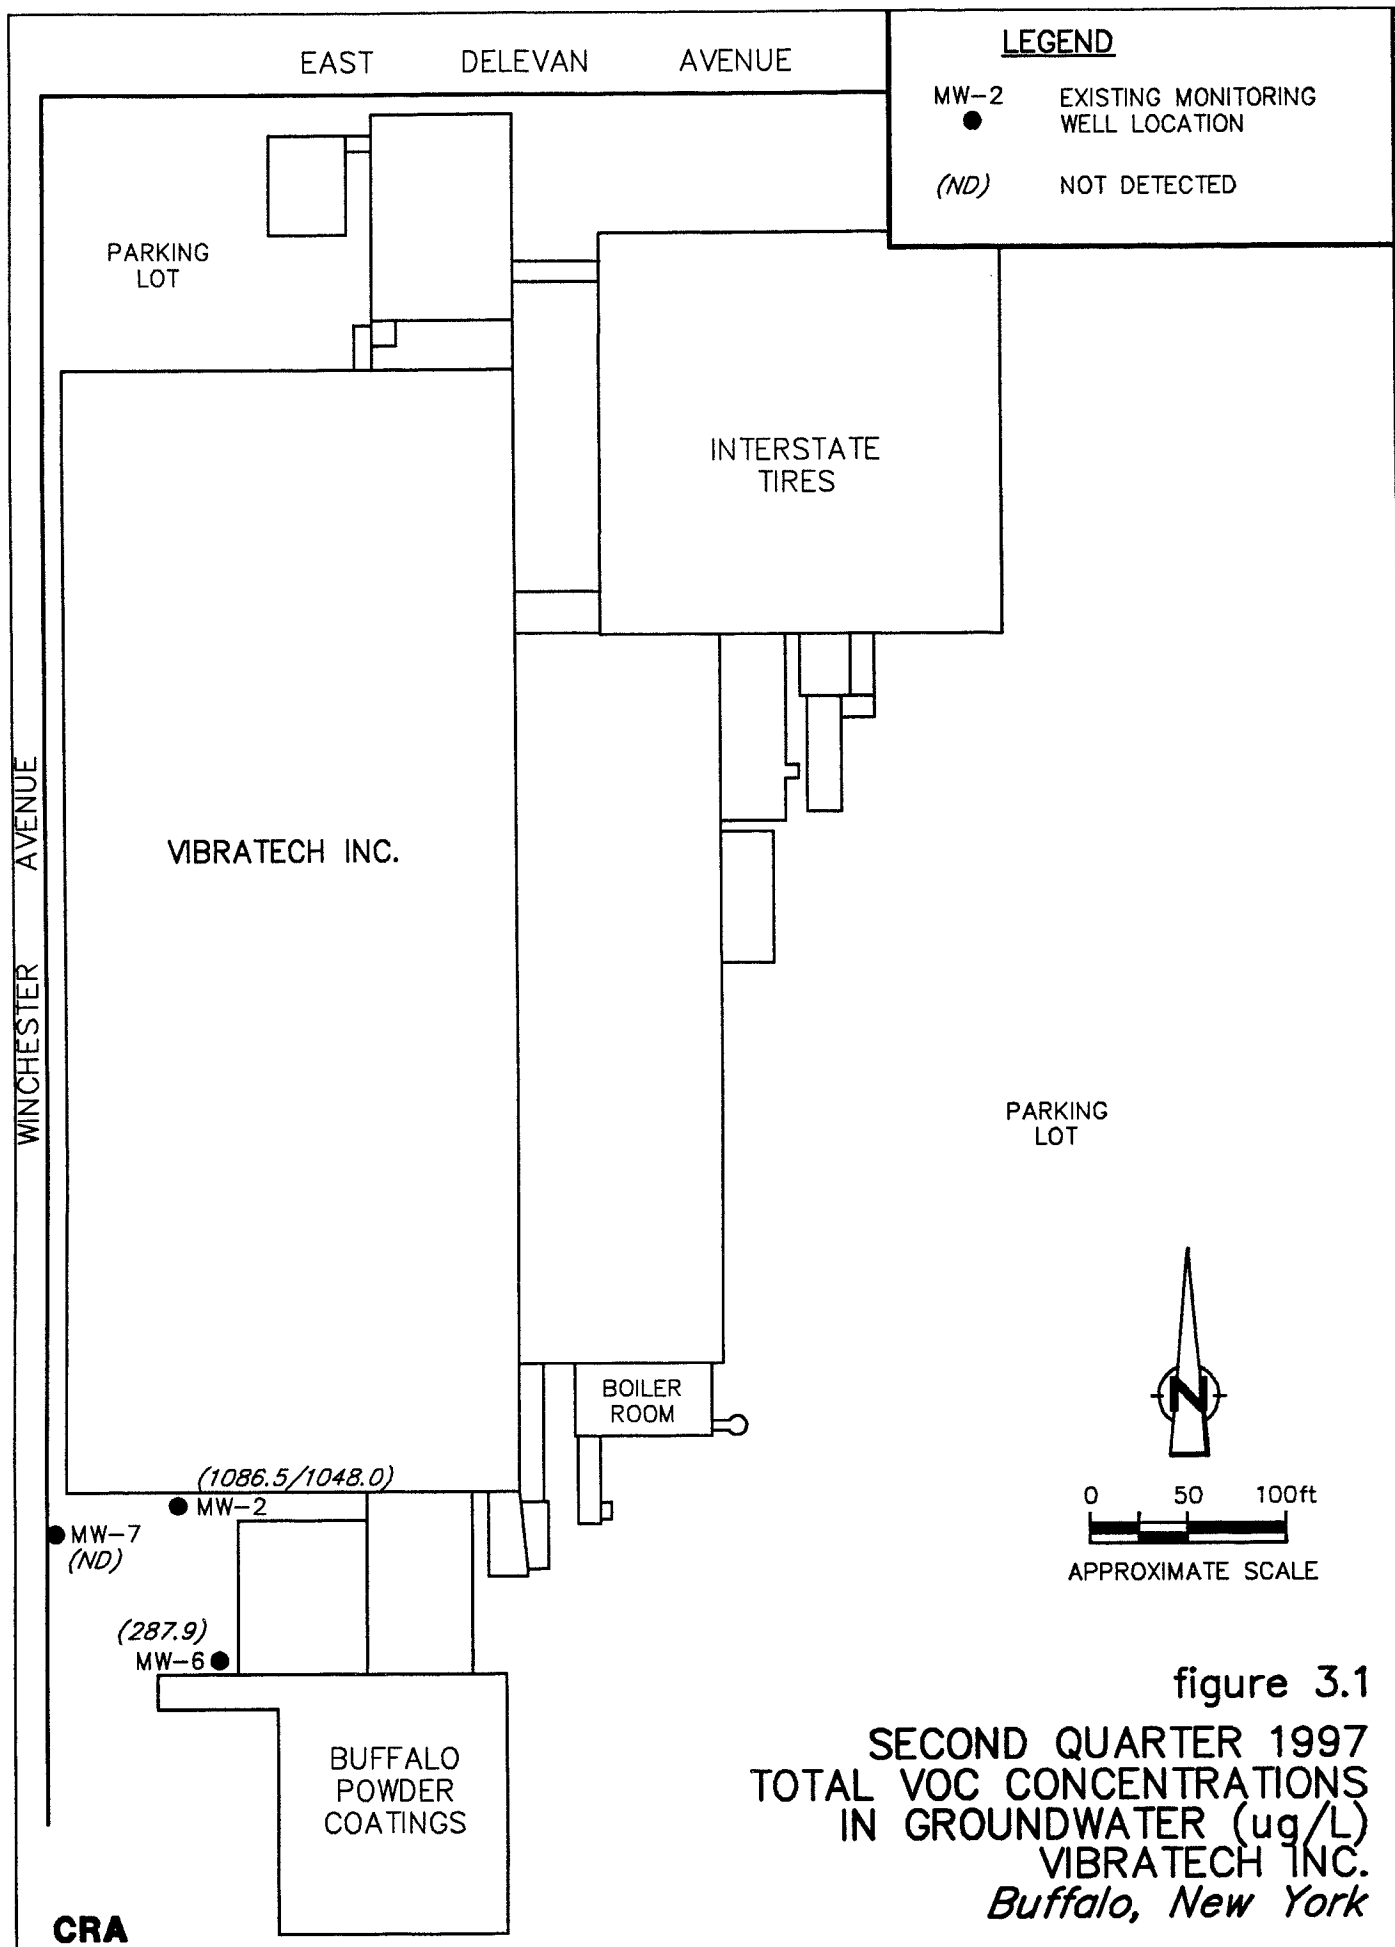 EAST DELEVAN AVENUE
LEGEND
MW-2 EXISTING MONITORING
WELL LOCATION
(ND) NOT DETECTED
PARKING
LOT
INTERSTATE
TIRES
WINCHESTER AVENUE
VIBRATECH INC.
PARKING
LOT
BOILER
ROOM
N
(1086.5/1048.0)
MW-2
MW-7
(ND)
(287.9)
MW-6
0 50 100ft
APPROXIMATE SCALE
BUFFALO
POWDER
COATINGS
figure 3.1
SECOND QUARTER 1997
TOTAL VOC CONCENTRATIONS
IN GROUNDWATER (ug/L)
VIBRATECH INC.
Buffalo, New York
CRA